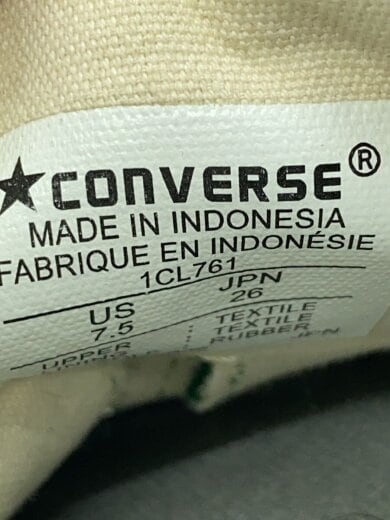 ★CONVERSE®
MADE IN INDONESIA
FABRIQUE EN INDONÉSIE
1CL761
US JPN
7.5 26
UPPER : TEXTILE
: TEXTILE
RUBBER